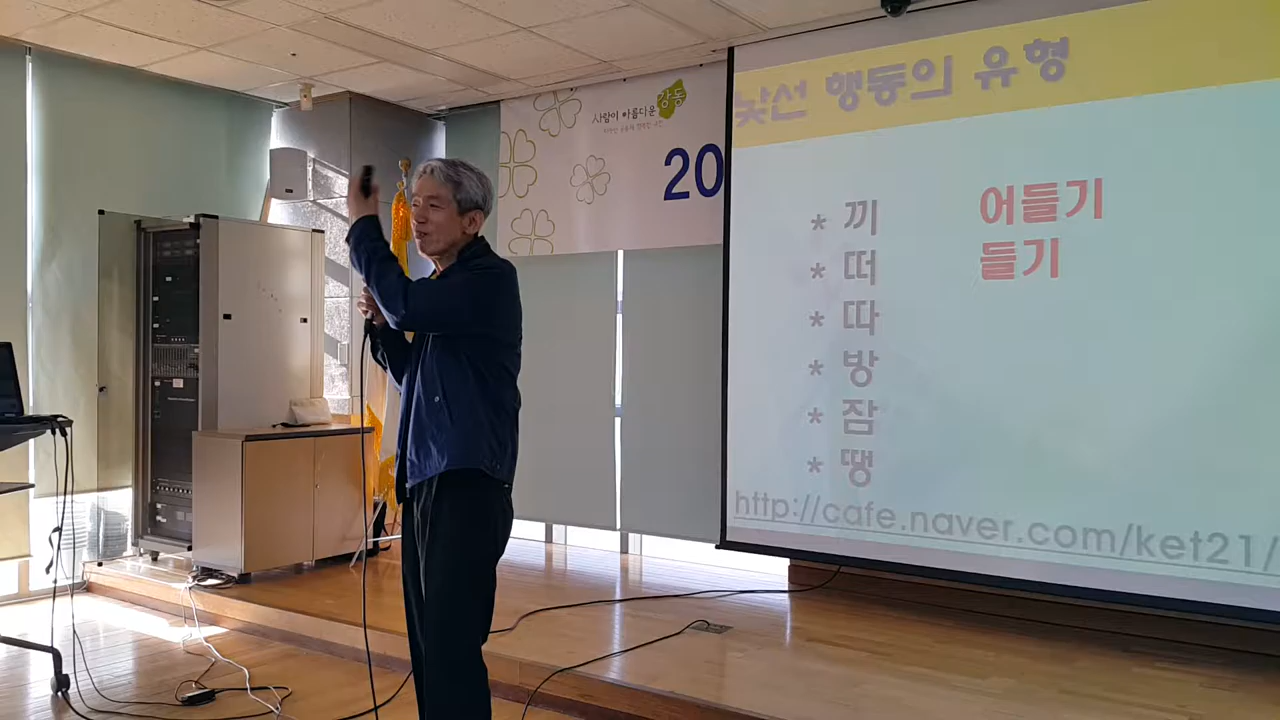 사람이 아름다운 강동
20
낯선 행동의 유형
* 끼 어들기
* 떠 들기
* 따
* 방
* 잠
* 땡
http://cafe.naver.com/ket21/